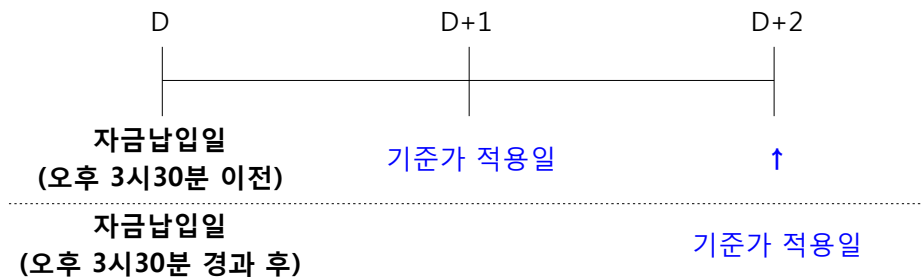 D D+1 D+2
자금납입일
(오후 3시30분 이전)
기준가 적용일
↑
자금납입일
(오후 3시30분 경과 후)
기준가 적용일